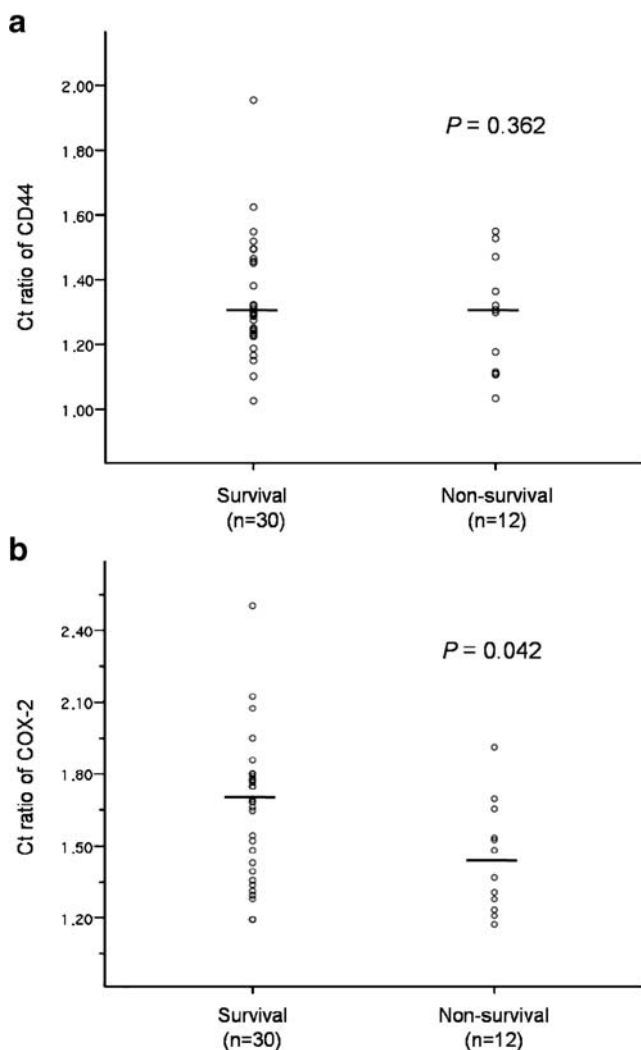 a
2.00
1.80
P = 0.362
1.60
1.40
1.20
1.00
Ct ratio of CD44
Survival
(n=30)
Non-survival
(n=12)
b
2.40
P = 0.042
2.10
1.80
1.50
1.20
Ct ratio of COX-2
Survival
(n=30)
Non-survival
(n=12)